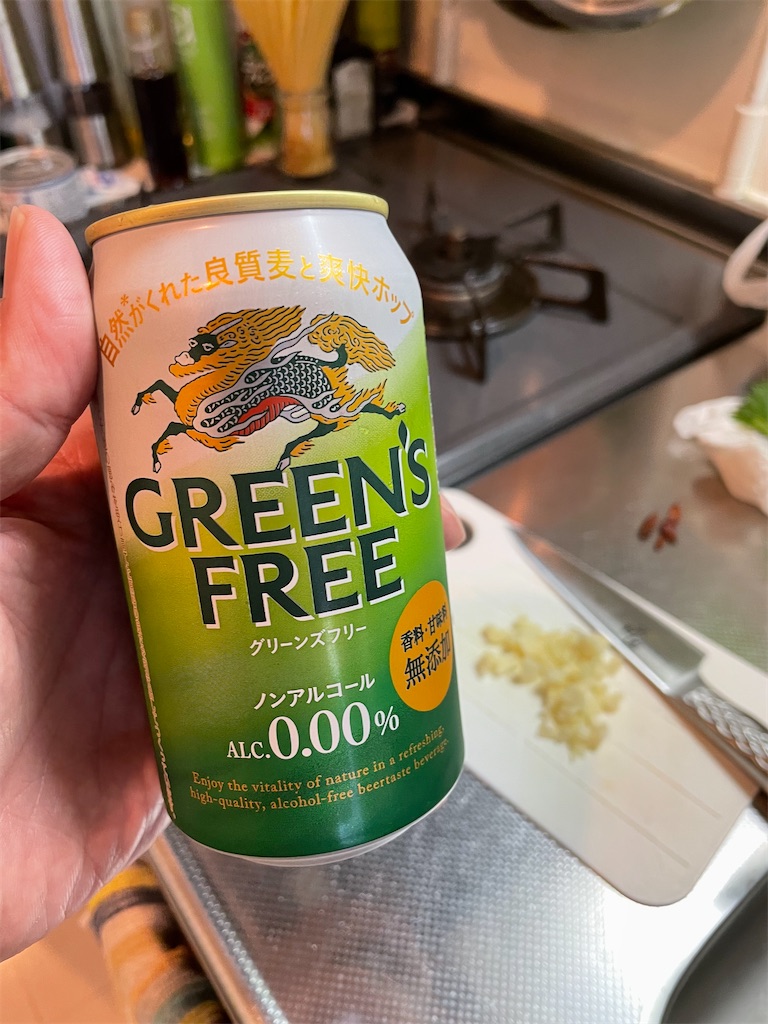 自然*がくれた良質麦と爽快ホップ
GREEN'S
FREE
グリーンズフリー
香料・甘味料
無添加
ノンアルコール
ALC.0.00%
Enjoy the vitality of nature in a refreshing,
high-quality, alcohol-free beertaste beverage.